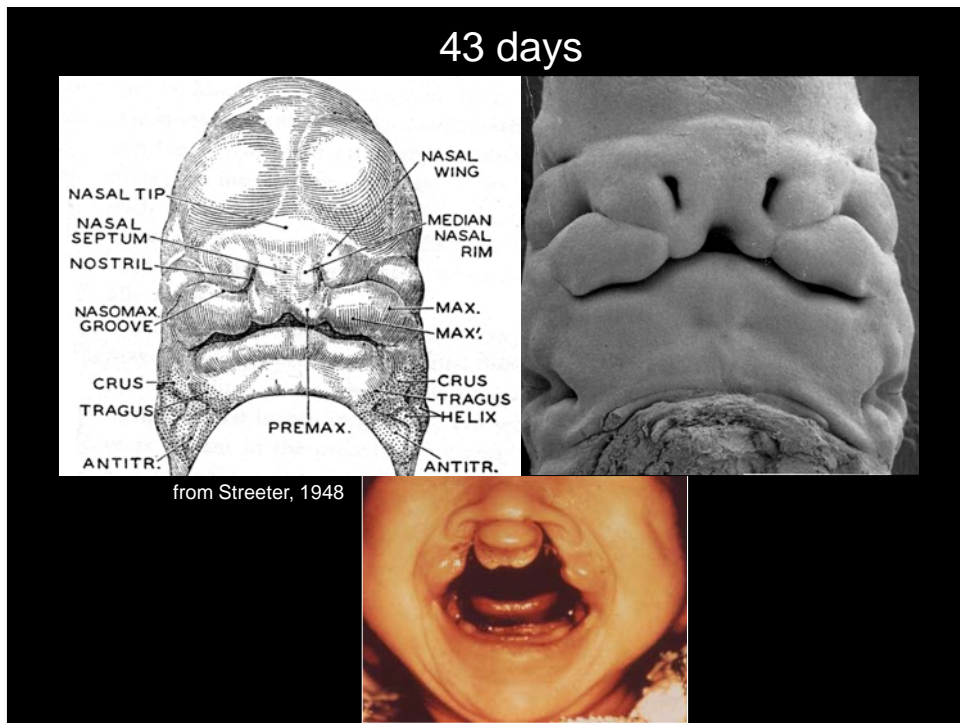 43 days
NASAL TIP
NASAL
SEPTUM
NOSTRIL
NASOMAX.
GROOVE
CRUS
TRAGUS
ANTITR.
NASAL
WING
MEDIAN
NASAL
RIM
MAX.
MAX'.
CRUS
TRAGUS
HELIX
PREMAX.
ANTITR.
from Streeter, 1948